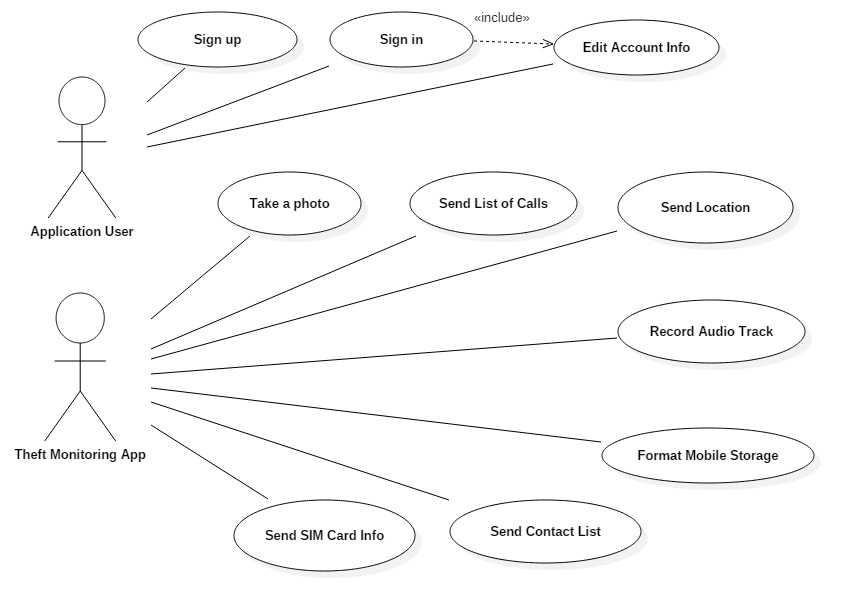 «include»
Sign up
Sign in
Edit Account Info
Application User
Take a photo
Send List of Calls
Send Location
Record Audio Track
Theft Monitoring App
Format Mobile Storage
Send SIM Card Info
Send Contact List